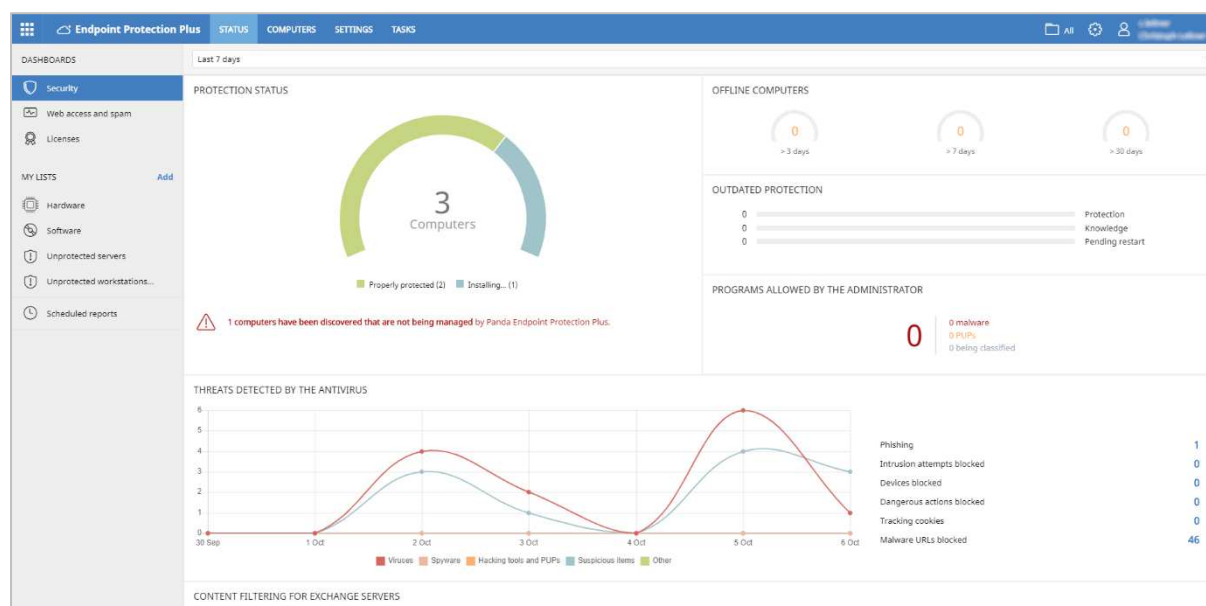 Endpoint Protection Plus STATUS COMPUTERS SETTINGS TASKS All
DASHBOARDS
Security
Web access and spam
Licenses
MY LISTS Add
Hardware
Software
Unprotected servers
Unprotected workstations...
Scheduled reports
Last 7 days
PROTECTION STATUS
3
Computers
Properly protected (2) Installing... (1)
1 computers have been discovered that are not being managed by Panda Endpoint Protection Plus.
OFFLINE COMPUTERS
0 0 0
> 3 days > 7 days > 30 days
OUTDATED PROTECTION
0 Protection
0 Knowledge
0 Pending restart
PROGRAMS ALLOWED BY THE ADMINISTRATOR
0
0 malware
0 PUPs
0 being classified
THREATS DETECTED BY THE ANTIVIRUS
6
5
4
3
2
1
0
30 Sep 1 Oct 2 Oct 3 Oct 4 Oct 5 Oct 6 Oct
Viruses Spyware Hacking tools and PUPs Suspicious items Other
Phishing 1
Intrusion attempts blocked 0
Devices blocked 0
Dangerous actions blocked 0
Tracking cookies 0
Malware URLs blocked 46
CONTENT FILTERING FOR EXCHANGE SERVERS